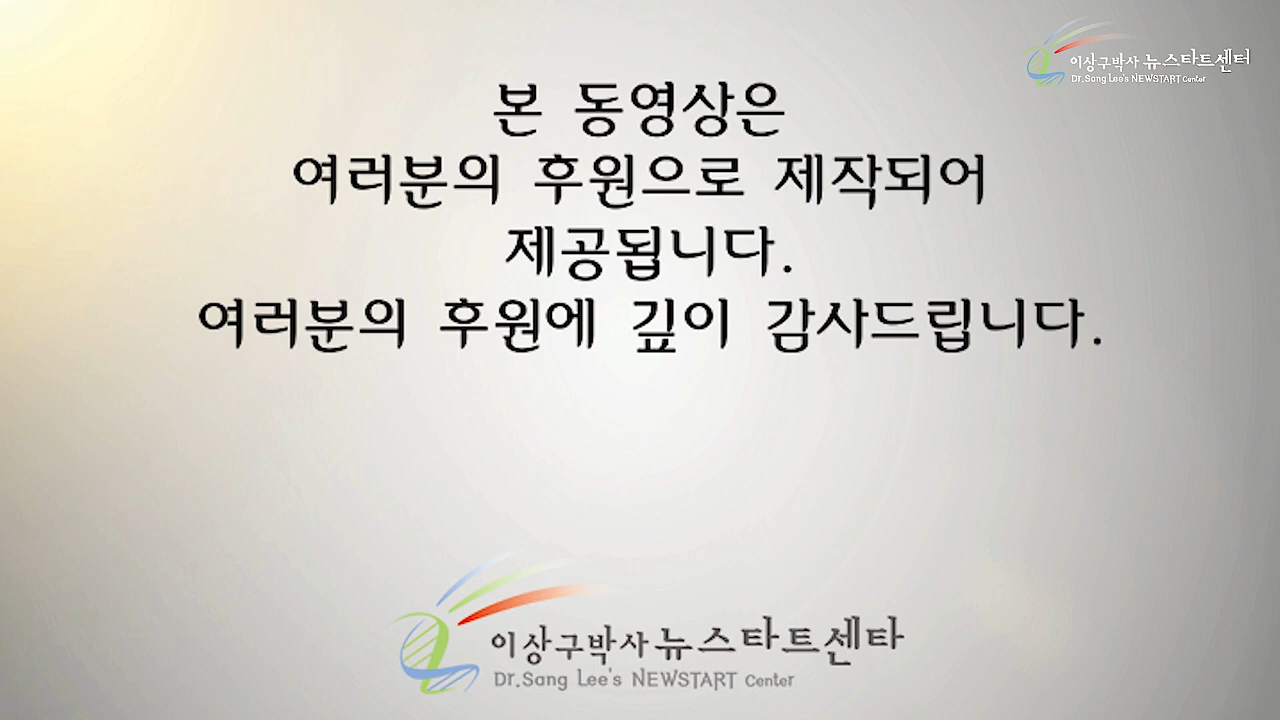 이상구박사 뉴스타트센터
Dr.Sang Lee's NEWSTART Center
본 동영상은
여러분의 후원으로 제작되어
제공됩니다.
여러분의 후원에 깊이 감사드립니다.
이상구박사 뉴스타트센타
Dr.Sang Lee's NEWSTART Center